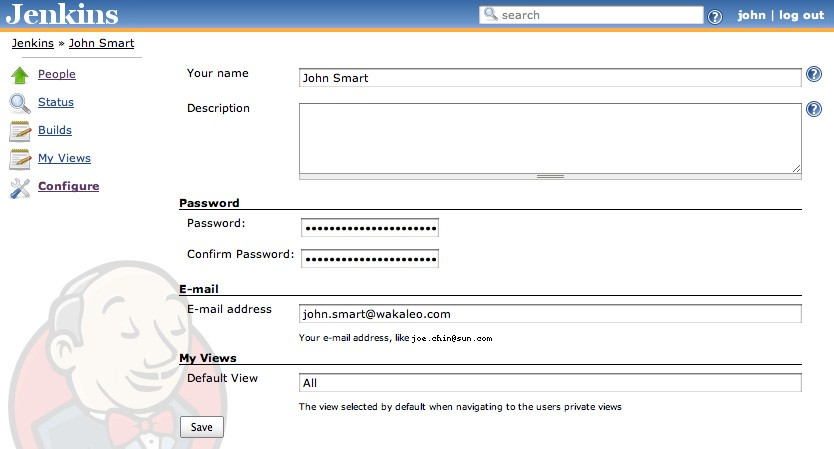 Jenkins
search
john | log out
Jenkins » John Smart
People
Status
Builds
My Views
Configure
Your name
John Smart
Description
Password
Password:
••••••••••••••••••••••
Confirm Password:
••••••••••••••••••••••
E-mail
E-mail address
john.smart@wakaleo.com
Your e-mail address, like joe.chin@sun.com
My Views
Default View
All
The view selected by default when navigating to the users private views
Save